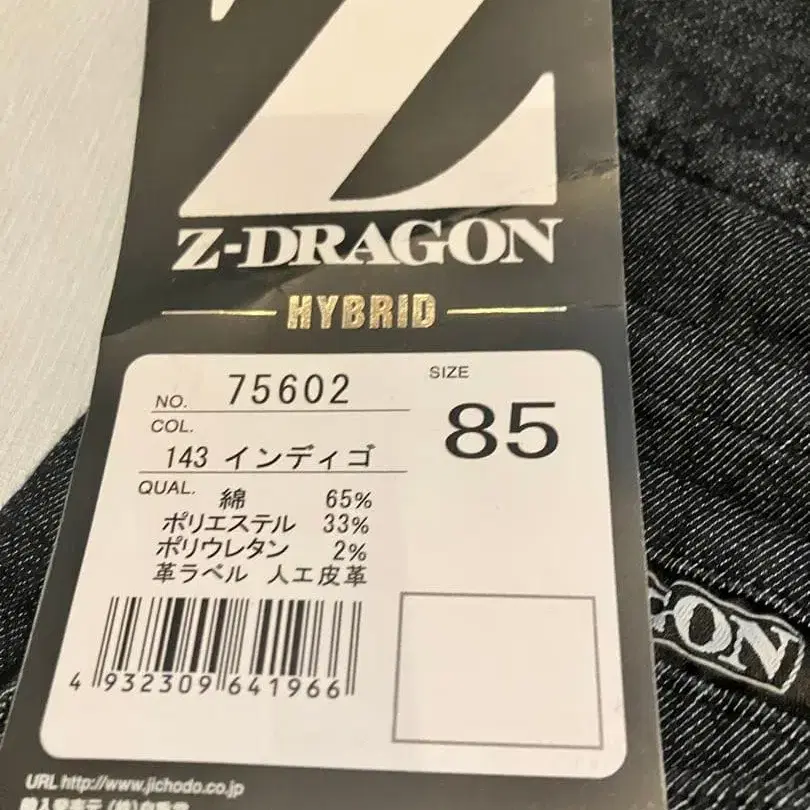 Z
Z-DRAGON
HYBRID
NO. 75602
SIZE
85
COL.
143 インディゴ
QUAL.
綿 65%
ポリエステル 33%
ポリウレタン 2%
革ラベル 人工皮革
4 932309 641966
URL http://www.jichodo.co.jp
GON